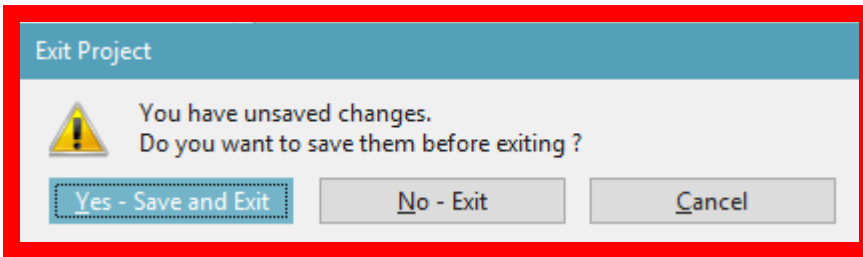 Exit Project
You have unsaved changes.
Do you want to save them before exiting ?
Yes - Save and Exit
No - Exit
Cancel